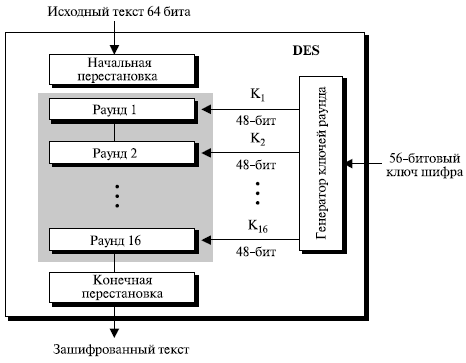 Исходный текст 64 бита
DES
Начальная
перестановка
Раунд 1
K1
48-бит
Раунд 2
K2
48-бит
Раунд 16
K16
48-бит
Генератор ключей раунда
56-битовый
ключ шифра
Конечная
перестановка
Зашифрованный текст